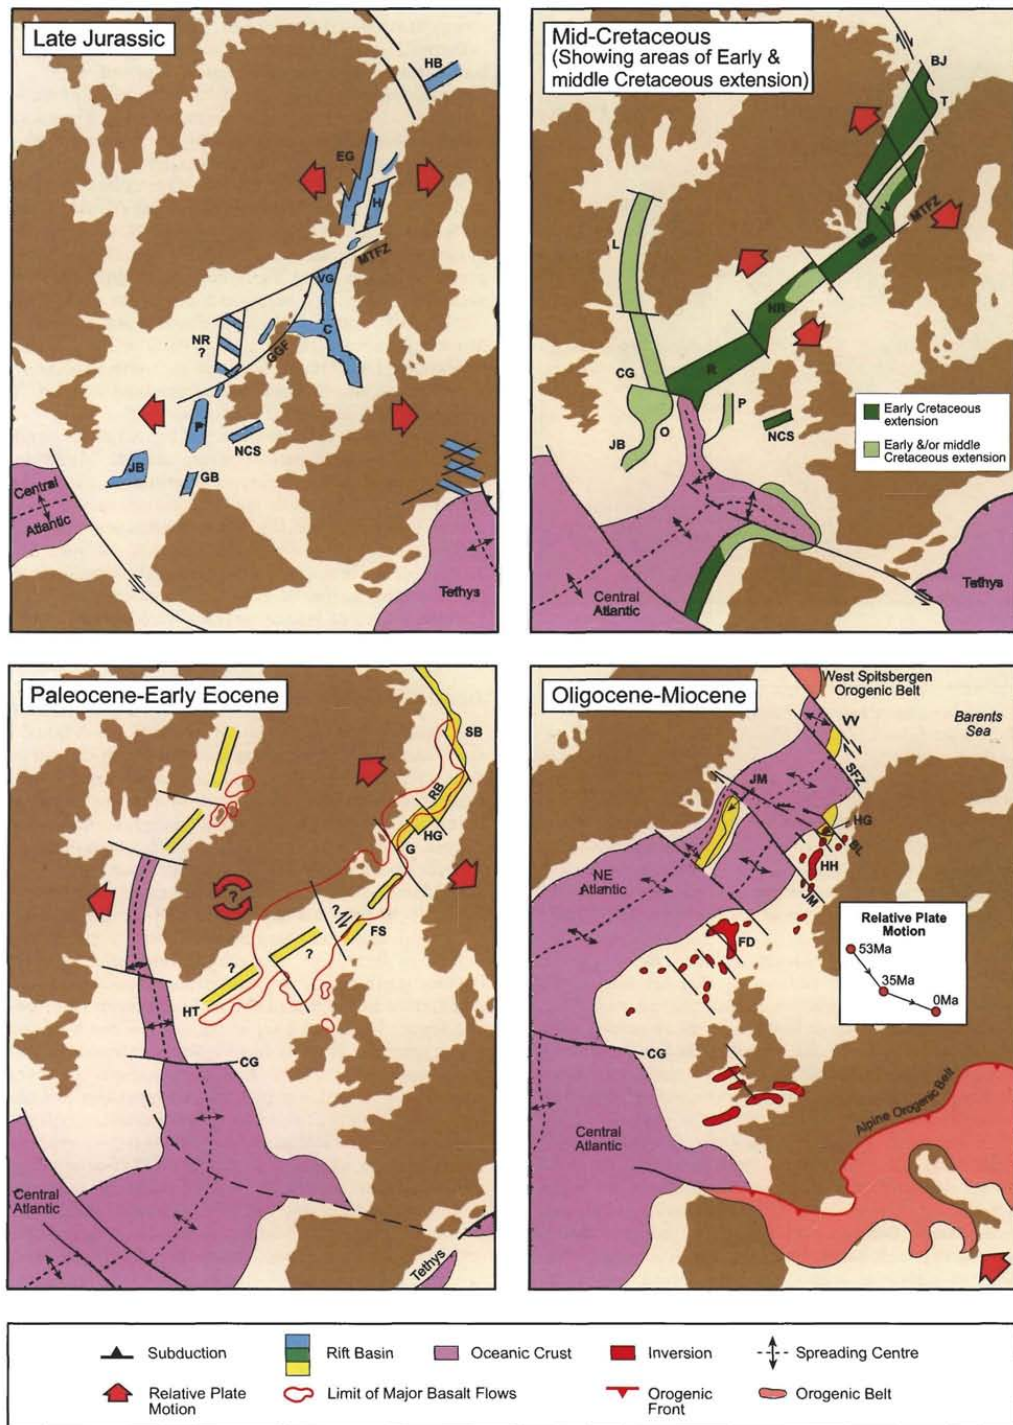 Late Jurassic
HB
EG
H
MTFZ
VG
NR
?
C
GGF
P
NCS
JB
GB
Central
Atlantic
Tethys
Mid-Cretaceous
(Showing areas of Early &
middle Cretaceous extension)
BJ
T
V
MTFZ
MB
L
NR
CG
R
P
O
NCS
JB
Early Cretaceous
extension
Early &/or middle
Cretaceous extension
Central
Atlantic
Tethys
Paleocene-Early Eocene
SB
RB
HG
G
?
?
FS
?
?
HT
CG
Central
Atlantic
Tethys
Oligocene-Miocene
West Spitsbergen
Orogenic Belt
Barents
Sea
VV
SFZ
JM
HG
BL
HH
JM
NE
Atlantic
FD
Relative Plate
Motion
53Ma
35Ma
0Ma
CG
Central
Atlantic
Alpine Orogenic Belt
Subduction
Rift Basin
Oceanic Crust
Inversion
Spreading Centre
Relative Plate
Motion
Limit of Major Basalt Flows
Orogenic
Front
Orogenic Belt